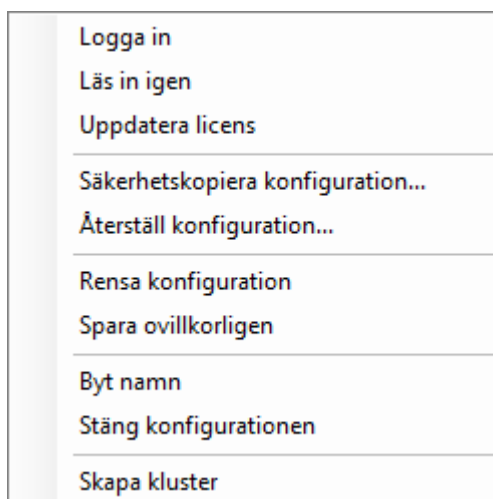 Logga in
Läs in igen
Uppdatera licens
Säkerhetskopiera konfiguration...
Återställ konfiguration...
Rensa konfiguration
Spara ovillkorligen
Byt namn
Stäng konfigurationen
Skapa kluster